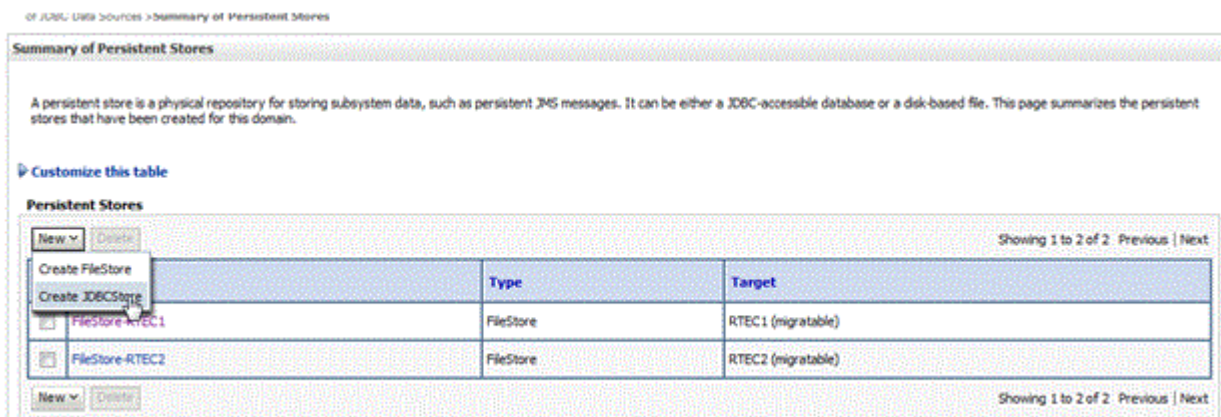 of JDBC Data Sources >Summary of Persistent Stores
Summary of Persistent Stores
A persistent store is a physical repository for storing subsystem data, such as persistent JMS messages. It can be either a JDBC-accessible database or a disk-based file. This page summarizes the persistent
stores that have been created for this domain.
Customize this table
Persistent Stores
New Delete Showing 1 to 2 of 2 Previous | Next
Create FileStore
Type Target
Create JDBCStore
FileStore-RTEC1 FileStore RTEC1 (migratable)
FileStore-RTEC2 FileStore RTEC2 (migratable)
New Delete Showing 1 to 2 of 2 Previous | Next